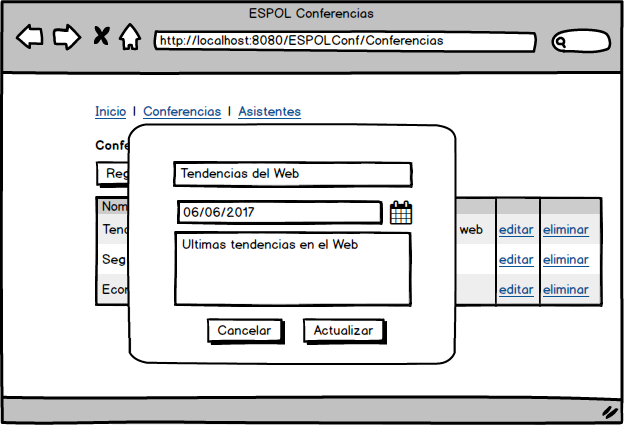 ESPOL Conferencias
http://localhost:8080/ESPOLConf/Conferencias
Inicio | Conferencias | Asistentes
Confe
Reg
Tendencias del Web
Nom
06/06/2017
Tend
web editar eliminar
Ultimas tendencias en el Web
Seg
editar eliminar
Econ
editar eliminar
Cancelar Actualizar